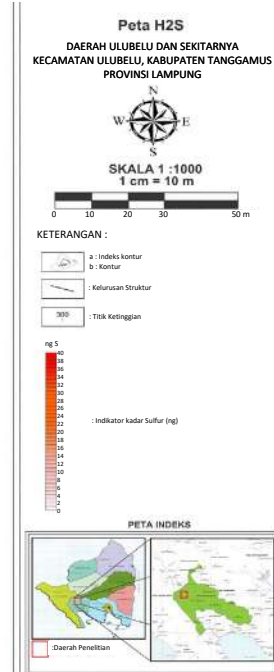 Peta H2S
DAERAH ULUBELU DAN SEKITARNYA
KECAMATAN ULUBELU, KABUPATEN TANGGAMUS
PROVINSI LAMPUNG
N
W E
S
SKALA 1 :1000
1 cm = 10 m
0 10 20 30 50 m
KETERANGAN :
a : Indeks kontur
b : Kontur
: Kelurusan Struktur
300 : Titik Ketinggian
ng S
40
38
36
34
32
30
28
26
24
22
20
18
16
14
12
10
8
6
4
2
0
: Indikator kadar Sulfur (ng)
PETA INDEKS
:Daerah Penelitian